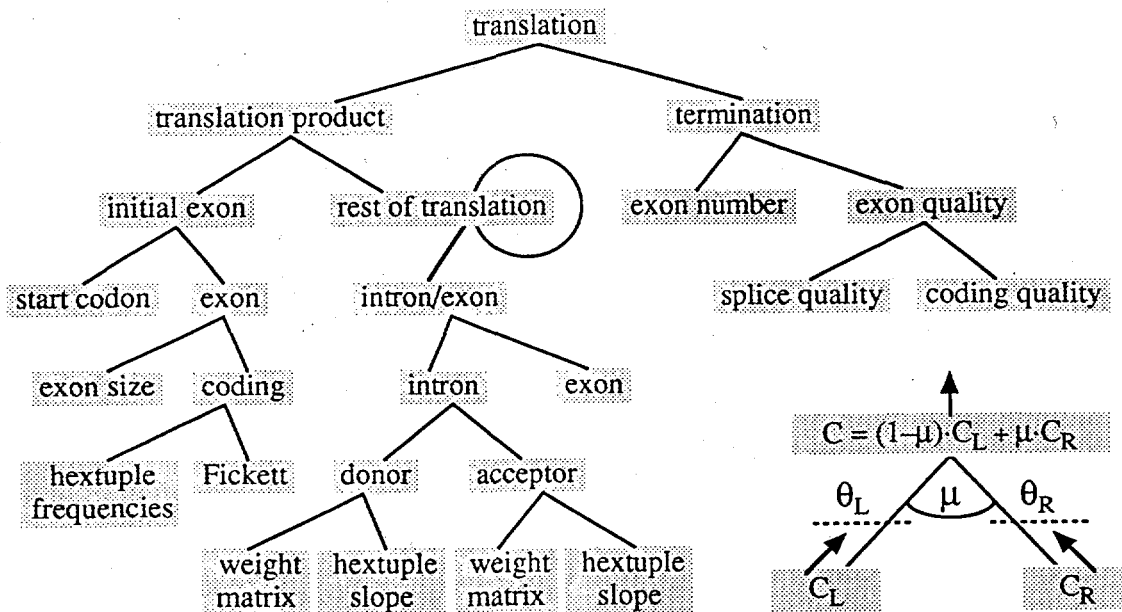 translation
translation product
termination
initial exon
rest of translation
exon number
exon quality
start codon
exon
intron/exon
splice quality
coding quality
exon size
coding
intron
exon
C = (1–μ)·C_L + μ·C_R
hextuple
frequencies
Fickett
donor
acceptor
θ_L
μ
θ_R
weight
matrix
hextuple
slope
weight
matrix
hextuple
slope
C_L
C_R